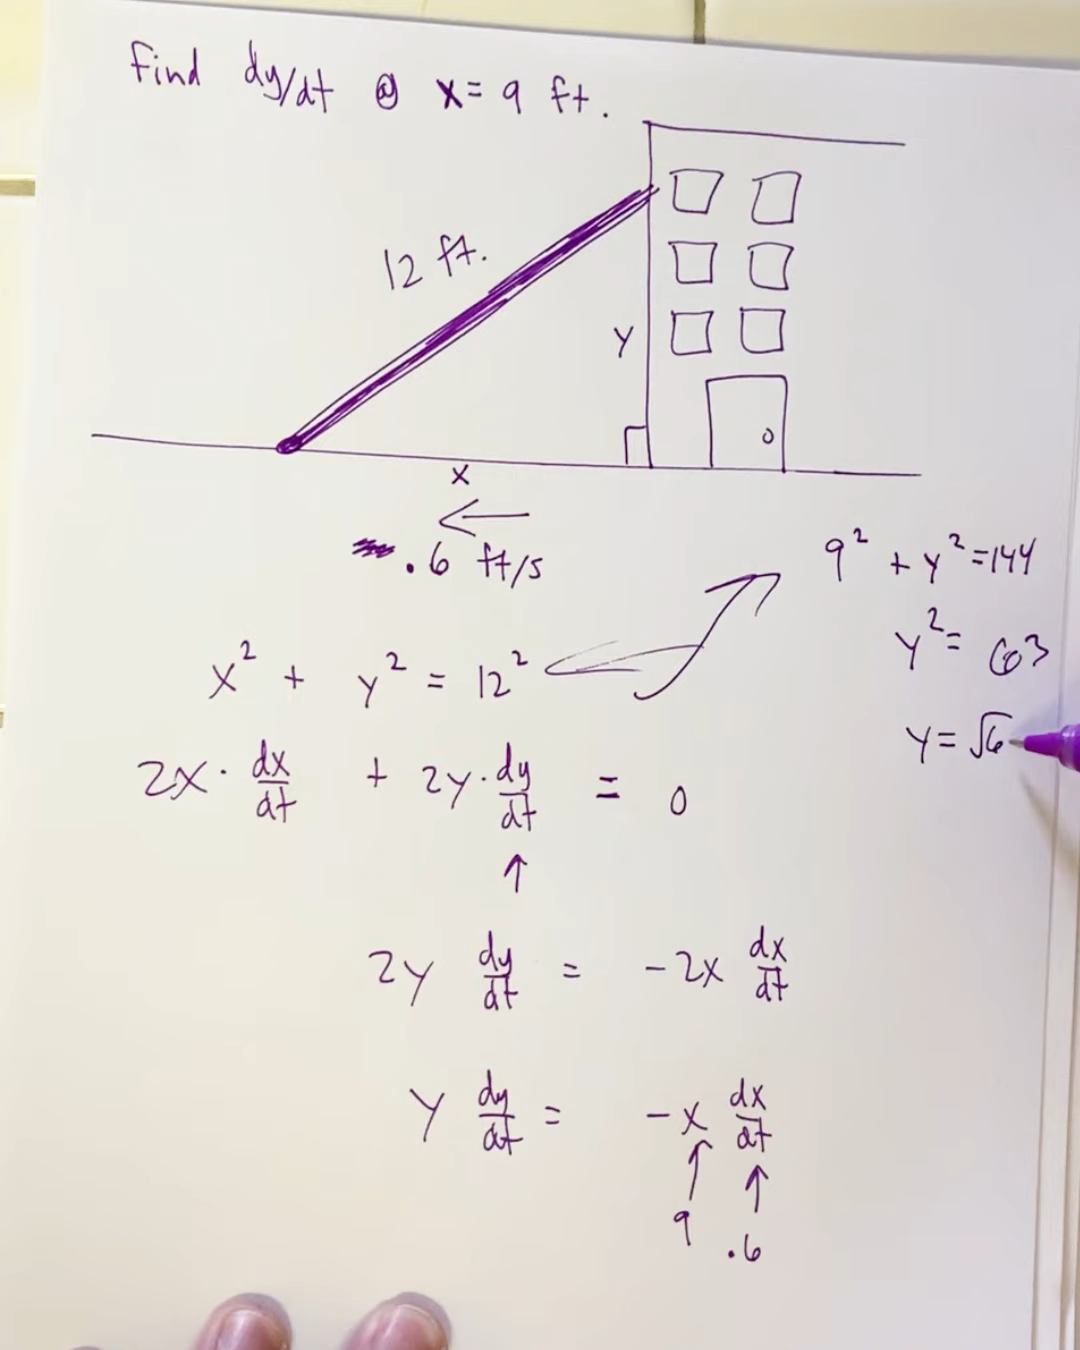 Find dy/dt @ x = 9 ft.
12 ft.
y
x
.6 ft/s
9² + y² = 144
y² = 63
y = √6
x² + y² = 12²
2x · dx/dt + 2y · dy/dt = 0
2y dy/dt = -2x dx/dt
y dy/dt = -x dx/dt
9 .6